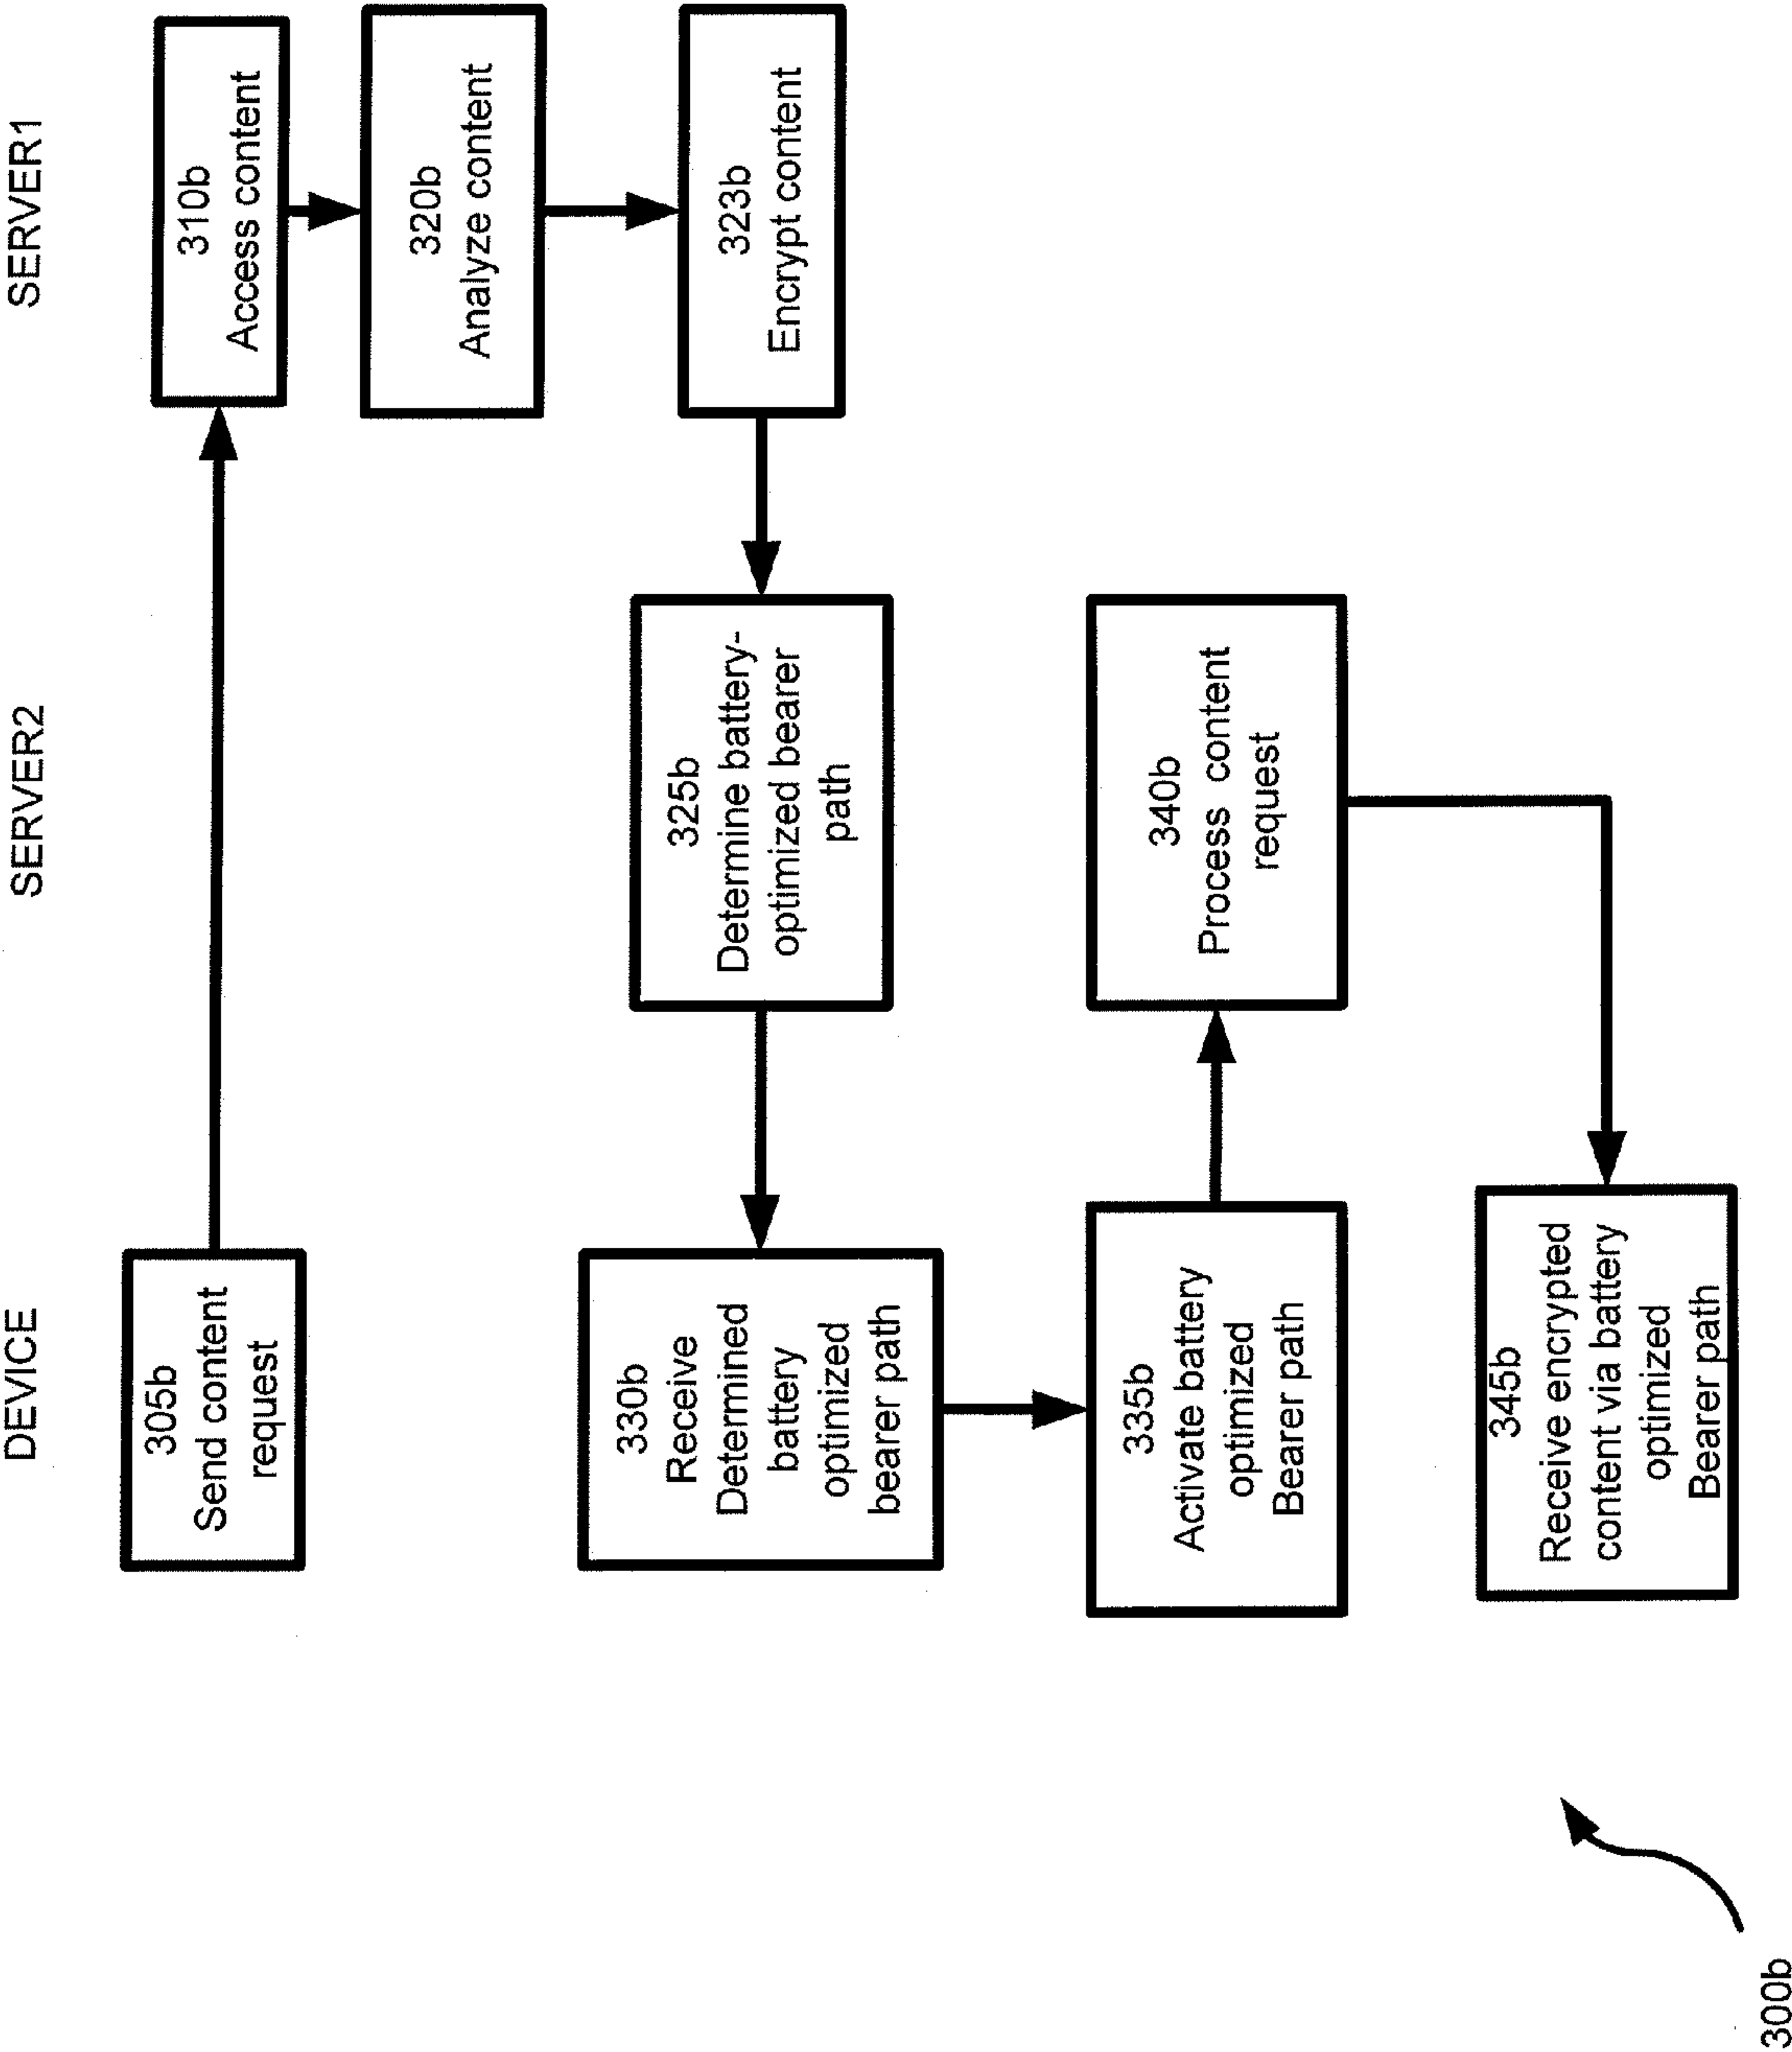 DEVICE
SERVER2
SERVER1
305b
Send content
request
310b
Access content
320b
Analyze content
323b
Encrypt content
325b
Determine battery-
optimized bearer
path
330b
Receive
Determined
battery
optimized
bearer path
335b
Activate battery
optimized
Bearer path
340b
Process content
request
345b
Receive encrypted
content via battery
optimized
Bearer path
300b